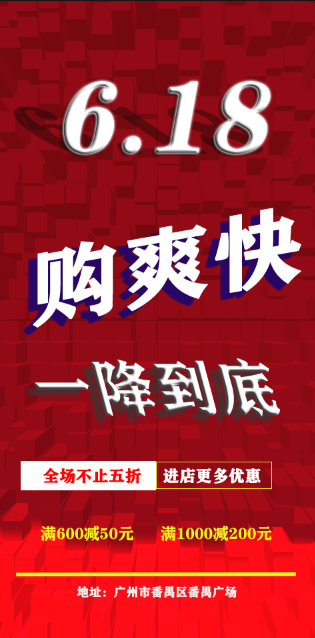 6.18
购爽快
一降到底
全场不止五折 进店更多优惠
满600减50元 满1000减200元
地址：广州市番禺区番禺广场